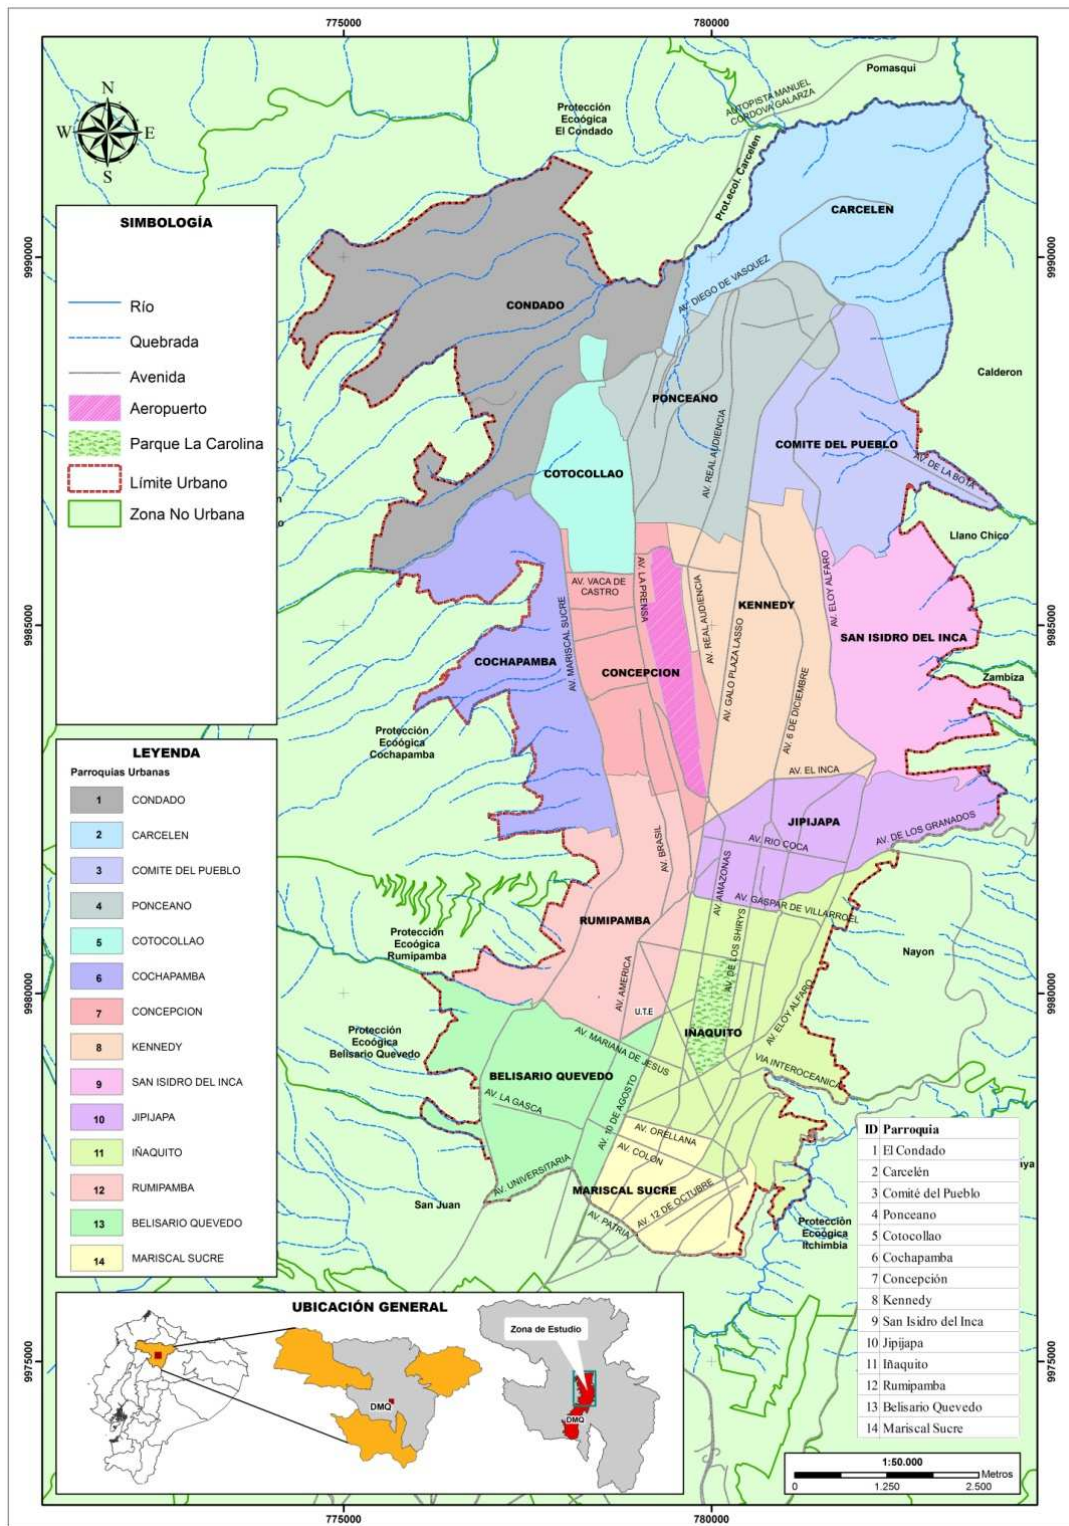 775000
780000
Pomasqui
AUTOPISTA MANUEL
CORDOVA GALARZA
Protección
Ecoógica
El Condado
Prot.ecol. Carcelen
N
W
E
S
CARCELEN
SIMBOLOGÍA
Río
Quebrada
Avenida
Aeropuerto
Parque La Carolina
Límite Urbano
Zona No Urbana
9990000
9990000
AV. DIEGO DE VASQUEZ
CONDADO
Calderon
PONCEANO
AV. REAL AUDIENCIA
COMITE DEL PUEBLO
AV. DE LA BOTA
COTOCOLLAO
Llano Chico
AV. VACA DE
CASTRO
AV. LA PRENSA
AV. REAL AUDIENCIA
AV. ELOY ALFARO
KENNEDY
9985000
9985000
SAN ISIDRO DEL INCA
AV. MARISCAL SUCRE
COCHAPAMBA
CONCEPCION
AV. GALO PLAZA LASSO
AV. 6 DE DICIEMBRE
Zambiza
Protección
Ecoógica
Cochapamba
AV. EL INCA
JIPIJAPA
AV. RIO COCA
AV. DE LOS GRANADOS
AV. BRASIL
AV. AMAZONAS
AV. GASPAR DE VILLARROEL
RUMIPAMBA
AV. DE LOS SHIRYS
Protección
Ecoógica
Rumipamba
Nayon
9980000
9980000
AV. AMERICA
U.T.E
IÑAQUITO
AV. ELOY ALFARO
AV. MARIANA DE JESUS
VIA INTEROCEANICA
Protección
Ecoógica
Belisario Quevedo
BELISARIO QUEVEDO
AV. LA GASCA
AV. 10 DE AGOSTO
AV. ORELLANA
AV. COLÓN
AV. UNIVERSITARIA
MARISCAL SUCRE
AV. 12 DE OCTUBRE
AV. PATRIA
San Juan
Protecciòn
Ecoógica
Itchimbia
LEYENDA
Parroquias Urbanas
1 CONDADO
2 CARCELEN
3 COMITE DEL PUEBLO
4 PONCEANO
5 COTOCOLLAO
6 COCHAPAMBA
7 CONCEPCION
8 KENNEDY
9 SAN ISIDRO DEL INCA
10 JIPIJAPA
11 IÑAQUITO
12 RUMIPAMBA
13 BELISARIO QUEVEDO
14 MARISCAL SUCRE
ID Parroquia
1 El Condado
2 Carcelén
3 Comité del Pueblo
4 Ponceano
5 Cotocollao
6 Cochapamba
7 Concepción
8 Kennedy
9 San Isidro del Inca
10 Jipijapa
11 Iñaquito
12 Rumipamba
13 Belisario Quevedo
14 Mariscal Sucre
UBICACIÓN GENERAL
Zona de Estudio
DMQ
DMQ
9975000
9975000
1:50.000
Metros
0 1.250 2.500
775000
780000